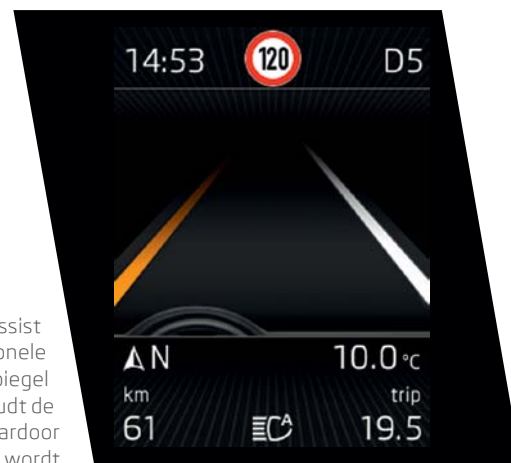 14:53 120 D5
N 10.0 °C
km trip
61 A 19.5
ssist
onele
piegel
udt de
ardoor
wordt